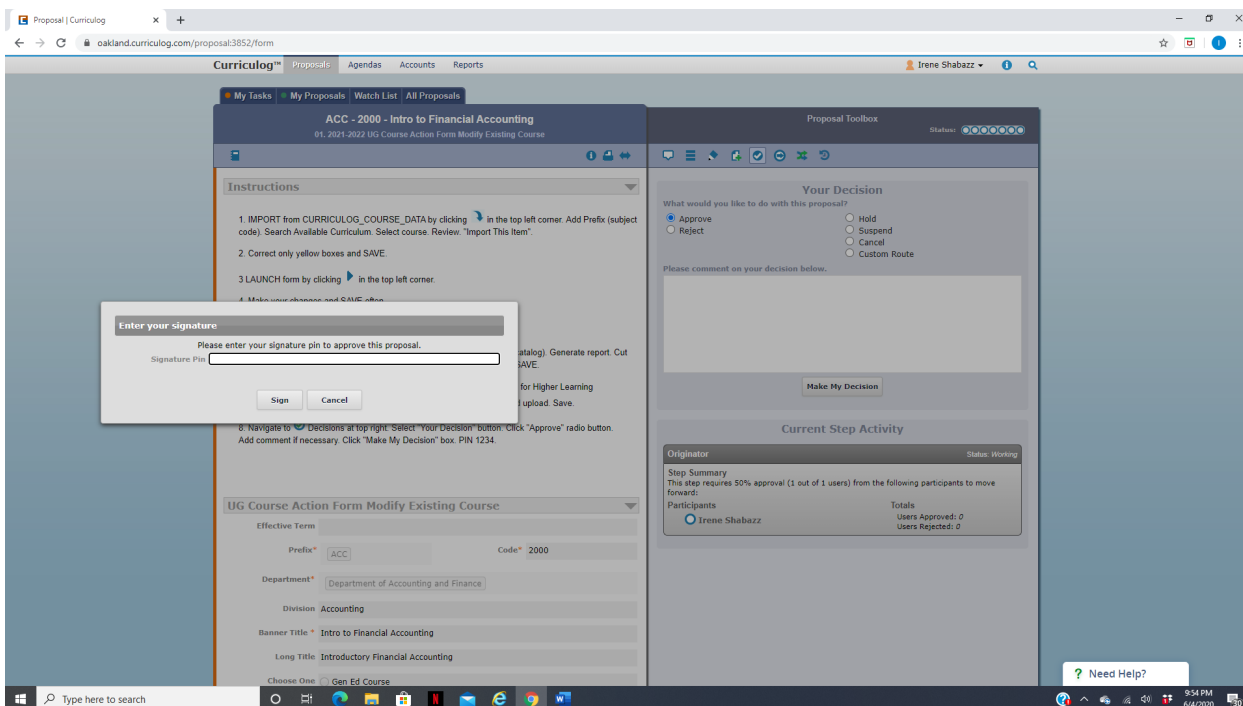 Proposal | Curriculog
oakland.curriculog.com/proposal:3852/form
Curriculog™ Proposals Agendas Accounts Reports
Irene Shabazz
My Tasks My Proposals Watch List All Proposals
ACC - 2000 - Intro to Financial Accounting
01. 2021-2022 UG Course Action Form Modify Existing Course
Instructions
1. IMPORT from CURRICULOG_COURSE_DATA by clicking in the top left corner. Add Prefix (subject
code). Search Available Curriculum. Select course. Review. "Import This Item".
2. Correct only yellow boxes and SAVE.
3 LAUNCH form by clicking in the top left corner.
4. Make your changes and SAVE often.
Enter your signature
Please enter your signature pin to approve this proposal.
Signature Pin
Sign Cancel
atalog). Generate report. Cut
SAVE.
for Higher Learning
upload. Save.
8. Navigate to Decisions at top right. Select "Your Decision" button. Click "Approve" radio button.
Add comment if necessary. Click "Make My Decision" box. PIN 1234.
UG Course Action Form Modify Existing Course
Effective Term
Prefix* ACC Code* 2000
Department* Department of Accounting and Finance
Division Accounting
Banner Title * Intro to Financial Accounting
Long Title Introductory Financial Accounting
Choose One Gen Ed Course
Proposal Toolbox
Status:
Your Decision
What would you like to do with this proposal?
Approve Hold
Reject Suspend
Cancel
Custom Route
Please comment on your decision below.
Make My Decision
Current Step Activity
Originator Status: Working
Step Summary
This step requires 50% approval (1 out of 1 users) from the following participants to move
forward:
Participants Totals
Irene Shabazz Users Approved: 0
Users Rejected: 0
? Need Help?
Type here to search
9:54 PM
6/4/2020